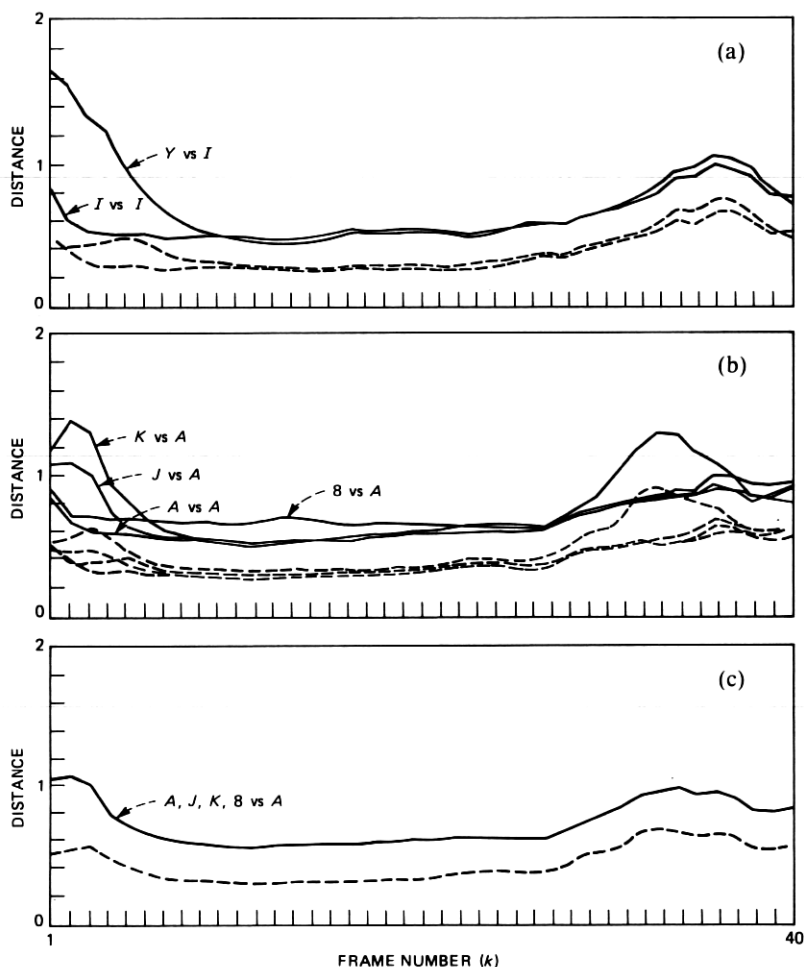 2
(a)
Y vs I
1
I vs I
DISTANCE
0
2
(b)
K vs A
J vs A
8 vs A
1
A vs A
DISTANCE
0
2
(c)
DISTANCE
1
A, J, K, 8 vs A
0
1
40
FRAME NUMBER (k)